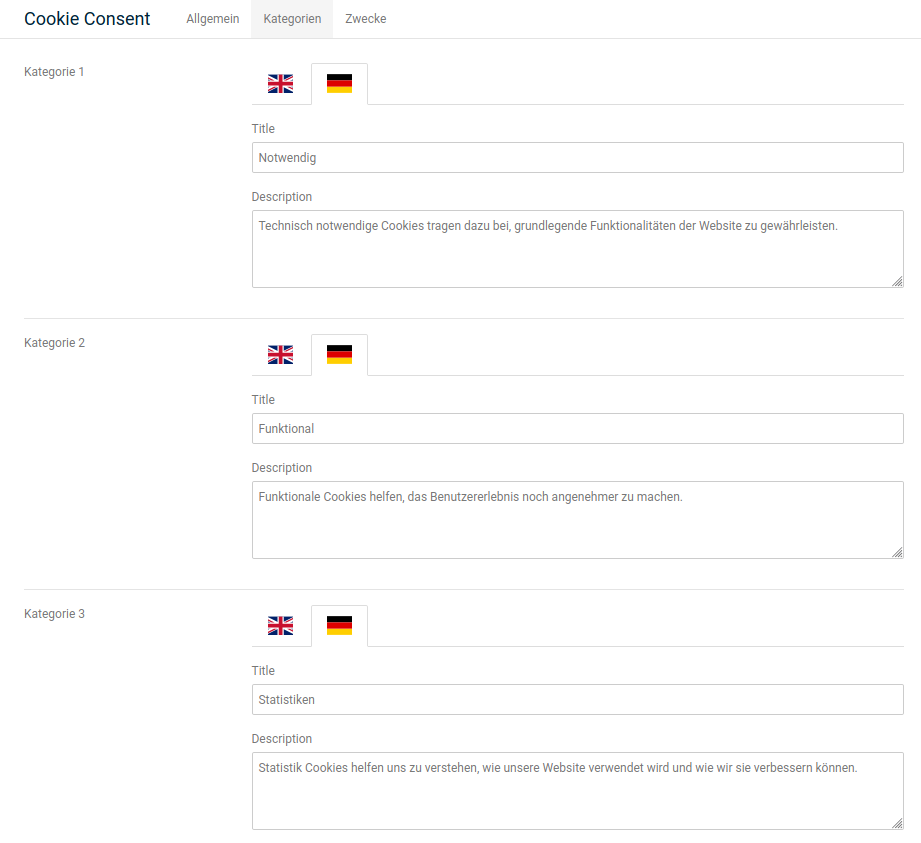 Cookie Consent Allgemein Kategorien Zwecke
Kategorie 1
Title
Notwendig
Description
Technisch notwendige Cookies tragen dazu bei, grundlegende Funktionalitäten der Website zu gewährleisten.
Kategorie 2
Title
Funktional
Description
Funktionale Cookies helfen, das Benutzererlebnis noch angenehmer zu machen.
Kategorie 3
Title
Statistiken
Description
Statistik Cookies helfen uns zu verstehen, wie unsere Website verwendet wird und wie wir sie verbessern können.